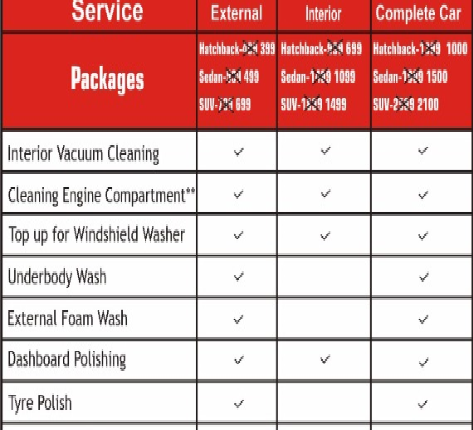 Service External Interior Complete Car
Packages
Hatchback- 399 Hatchback- 699 Hatchback- 1000
Sedan- 499 Sedan- 1099 Sedan- 1500
SUV- 699 SUV- 1499 SUV- 2100
Interior Vacuum Cleaning ✓ ✓ ✓
Cleaning Engine Compartment** ✓ ✓ ✓
Top up for Windshield Washer ✓ ✓ ✓
Underbody Wash ✓ ✓
External Foam Wash ✓ ✓
Dashboard Polishing ✓ ✓ ✓
Tyre Polish ✓ ✓